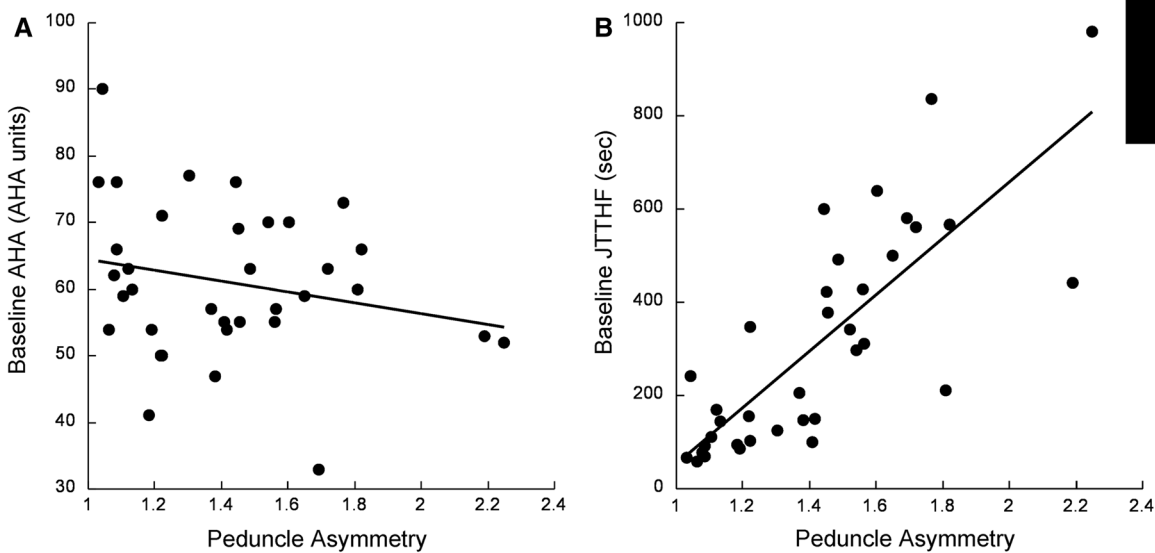 A
Baseline AHA (AHA units)
100
90
80
70
60
50
40
30
1 1.2 1.4 1.6 1.8 2 2.2 2.4
Peduncle Asymmetry
B
Baseline JTTHF (sec)
1000
800
600
400
200
0
1 1.2 1.4 1.6 1.8 2 2.2 2.4
Peduncle Asymmetry